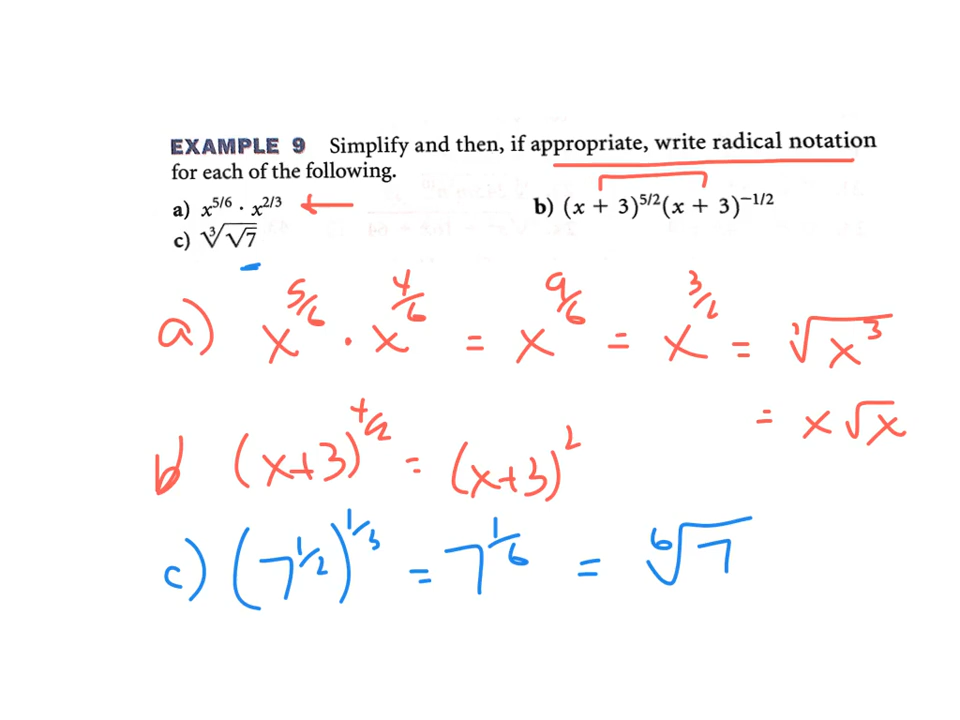 EXAMPLE 9 Simplify and then, if appropriate, write radical notation
for each of the following.
a) x^5/6 · x^2/3 b) (x + 3)^5/2(x + 3)^−1/2
c) ∛√7
a) x^5/6 · x^4/6 = x^9/6 = x^3/2 = √x^3
= x√x
b (x+3)^4/2 = (x+3)^2
c) (7^1/2)^1/3 = 7^1/6 = ⁶√7